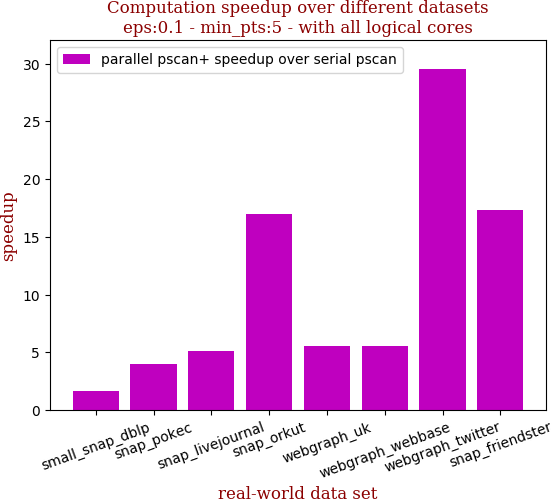 Computation speedup over different datasets
eps:0.1 - min_pts:5 - with all logical cores
parallel pscan+ speedup over serial pscan
speedup
30
25
20
15
10
5
0
small_snap_dblp
snap_pokec
snap_livejournal
snap_orkut
webgraph_uk
webgraph_webbase
webgraph_twitter
snap_friendster
real-world data set